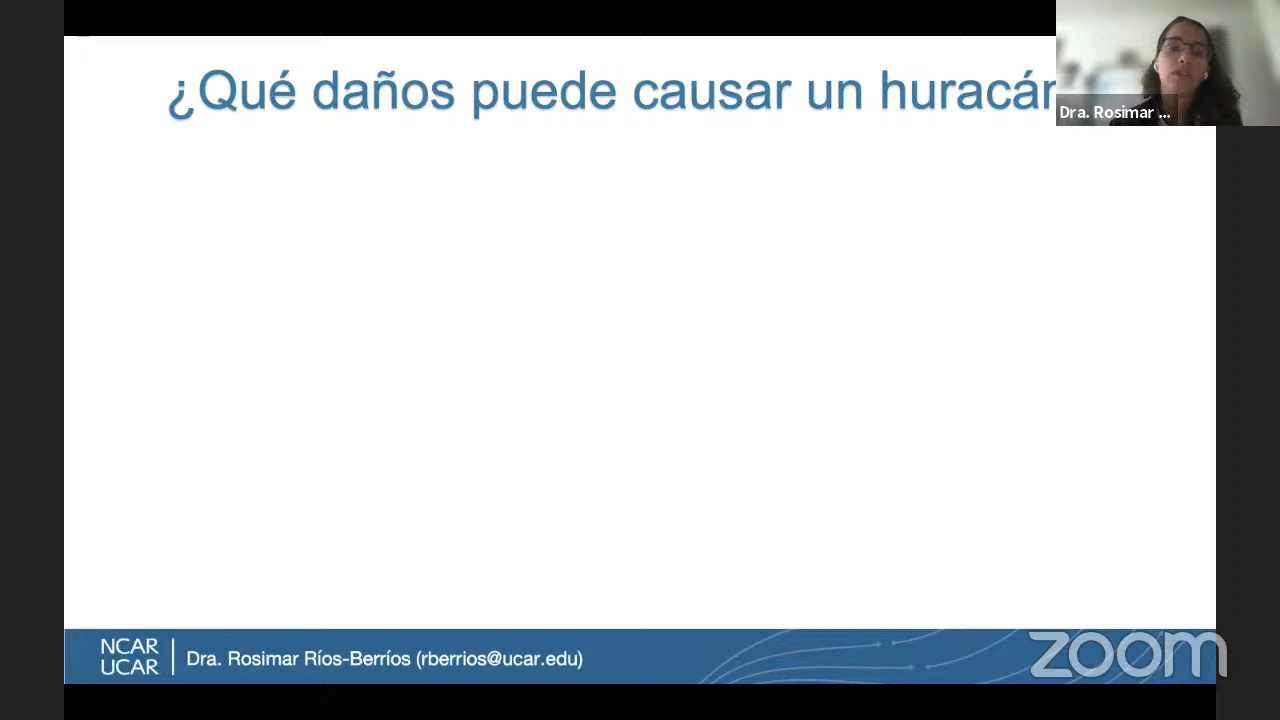 ¿Qué daños puede causar un huracán
Dra. Rosimar ...
NCAR
UCAR
Dra. Rosimar Ríos-Berríos (rberrios@ucar.edu)
zoom